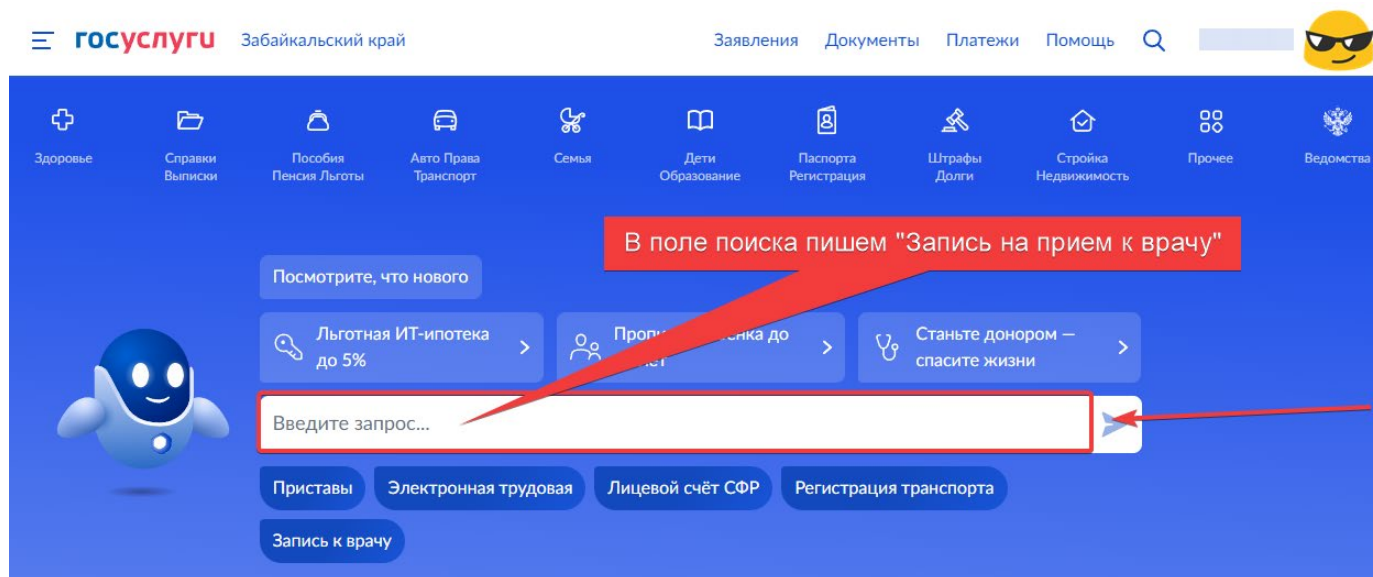 госуслуги Забайкальский край Заявления Документы Платежи Помощь
Здоровье
Справки
Выписки
Пособия
Пенсия Льготы
Авто Права
Транспорт
Семья
Дети
Образование
Паспорта
Регистрация
Штрафы
Долги
Стройка
Недвижимость
Прочее
Ведомства
В поле поиска пишем "Запись на прием к врачу"
Посмотрите, что нового
Льготная ИТ-ипотека
до 5%
до
Станьте донором —
спасите жизни
Введите запрос...
Приставы Электронная трудовая Лицевой счёт СФР Регистрация транспорта
Запись к врачу